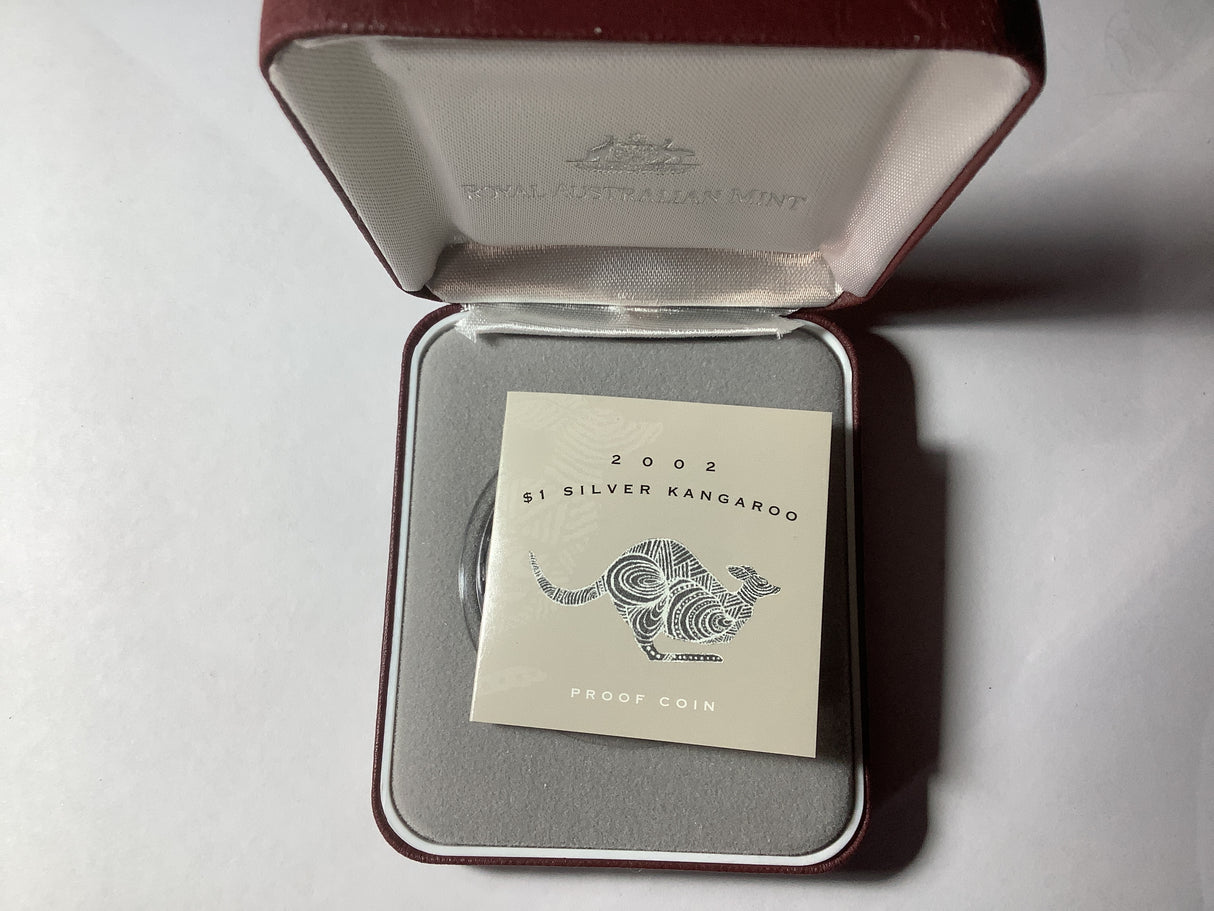 ROYAL AUSTRALIAN MINT
2002
$1 SILVER KANGAROO
PROOF COIN